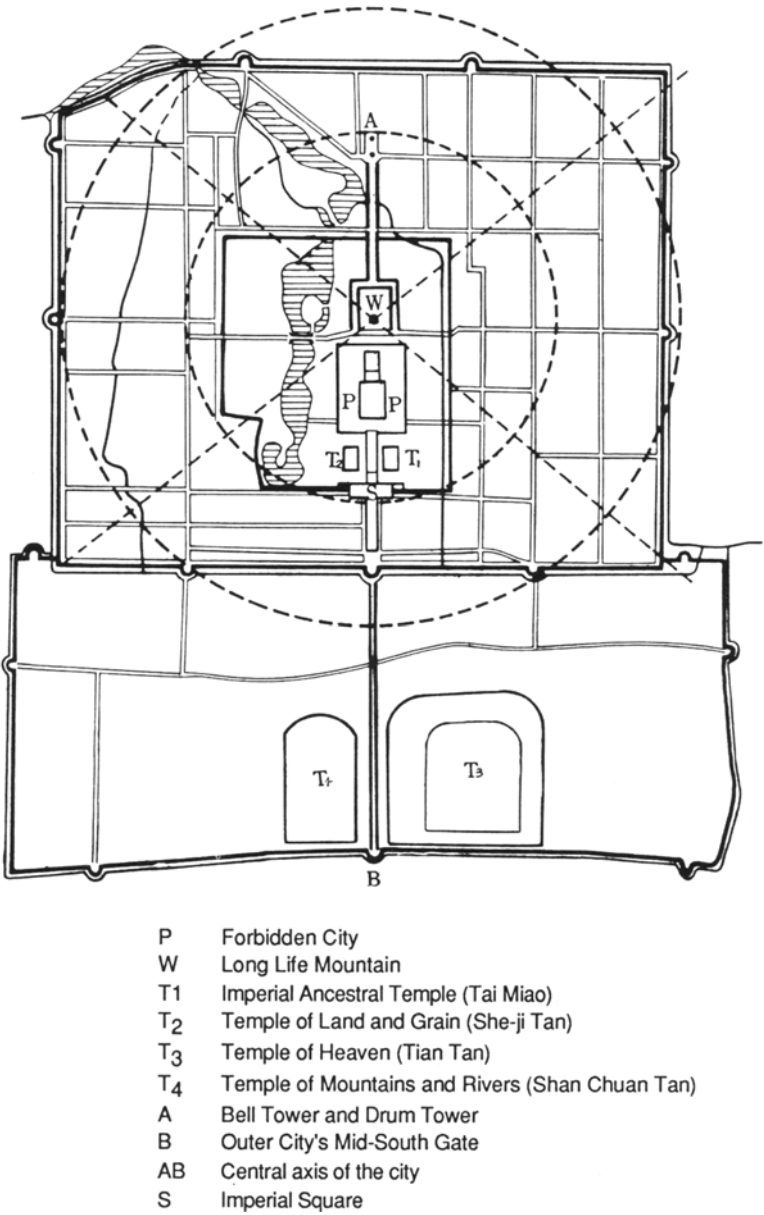 A
W
P P
T2 T1
S
T4 T3
B
P Forbidden City
W Long Life Mountain
T1 Imperial Ancestral Temple (Tai Miao)
T2 Temple of Land and Grain (She-ji Tan)
T3 Temple of Heaven (Tian Tan)
T4 Temple of Mountains and Rivers (Shan Chuan Tan)
A Bell Tower and Drum Tower
B Outer City's Mid-South Gate
AB Central axis of the city
S Imperial Square